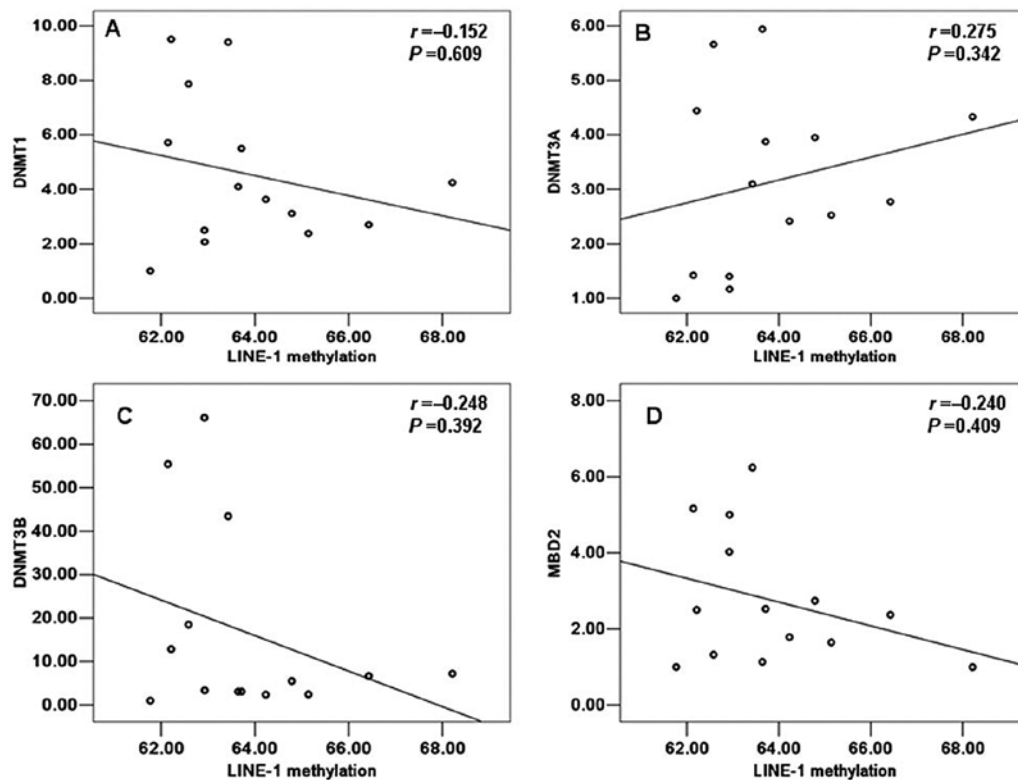 A
r=–0.152
P=0.609
10.00
8.00
6.00
4.00
2.00
0.00
DNMT1
62.00 64.00 66.00 68.00
LINE-1 methylation
B
r=0.275
P=0.342
6.00
5.00
4.00
3.00
2.00
1.00
DNMT3A
62.00 64.00 66.00 68.00
LINE-1 methylation
C
r=–0.248
P=0.392
70.00
60.00
50.00
40.00
30.00
20.00
10.00
0.00
DNMT3B
62.00 64.00 66.00 68.00
LINE-1 methylation
D
r=–0.240
P=0.409
8.00
6.00
4.00
2.00
0.00
MBD2
62.00 64.00 66.00 68.00
LINE-1 methylation